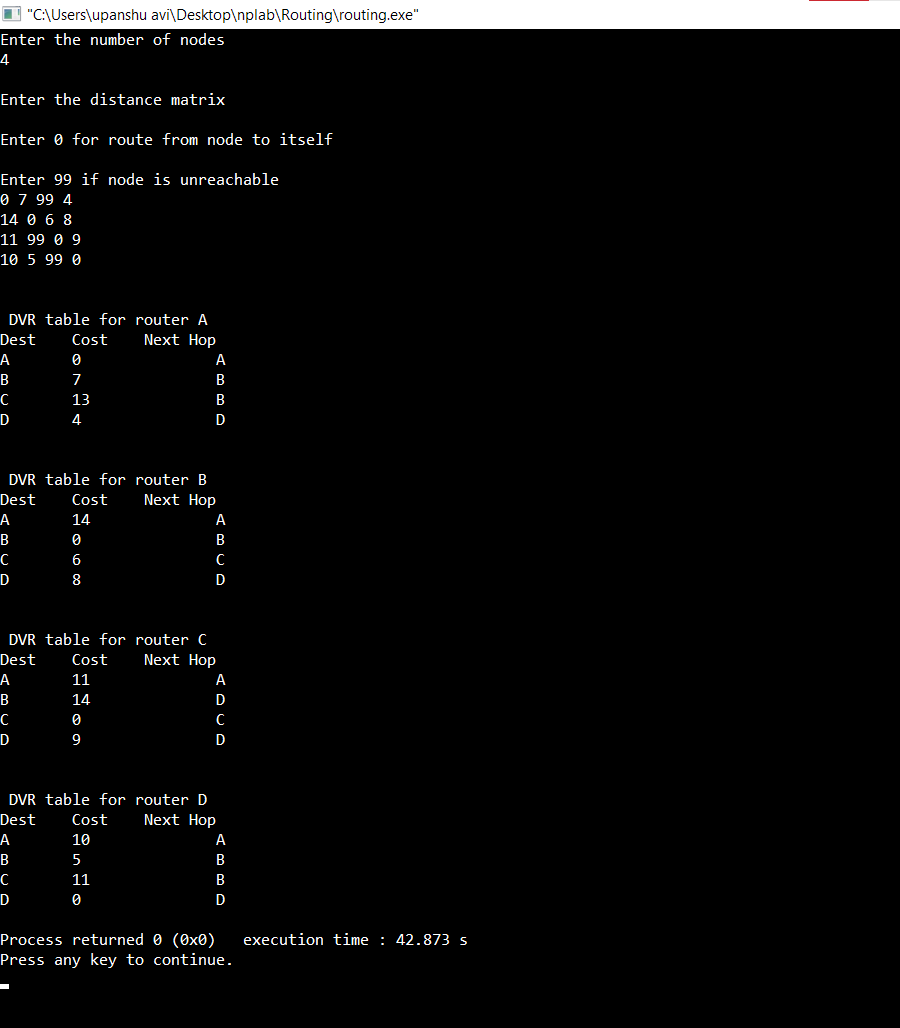 "C:\Users\upanshu avi\Desktop\nplab\Routing\routing.exe"
Enter the number of nodes
4
Enter the distance matrix
Enter 0 for route from node to itself
Enter 99 if node is unreachable
0 7 99 4
14 0 6 8
11 99 0 9
10 5 99 0
DVR table for router A
Dest Cost Next Hop
A 0 A
B 7 B
C 13 B
D 4 D
DVR table for router B
Dest Cost Next Hop
A 14 A
B 0 B
C 6 C
D 8 D
DVR table for router C
Dest Cost Next Hop
A 11 A
B 14 D
C 0 C
D 9 D
DVR table for router D
Dest Cost Next Hop
A 10 A
B 5 B
C 11 B
D 0 D
Process returned 0 (0x0) execution time : 42.873 s
Press any key to continue.